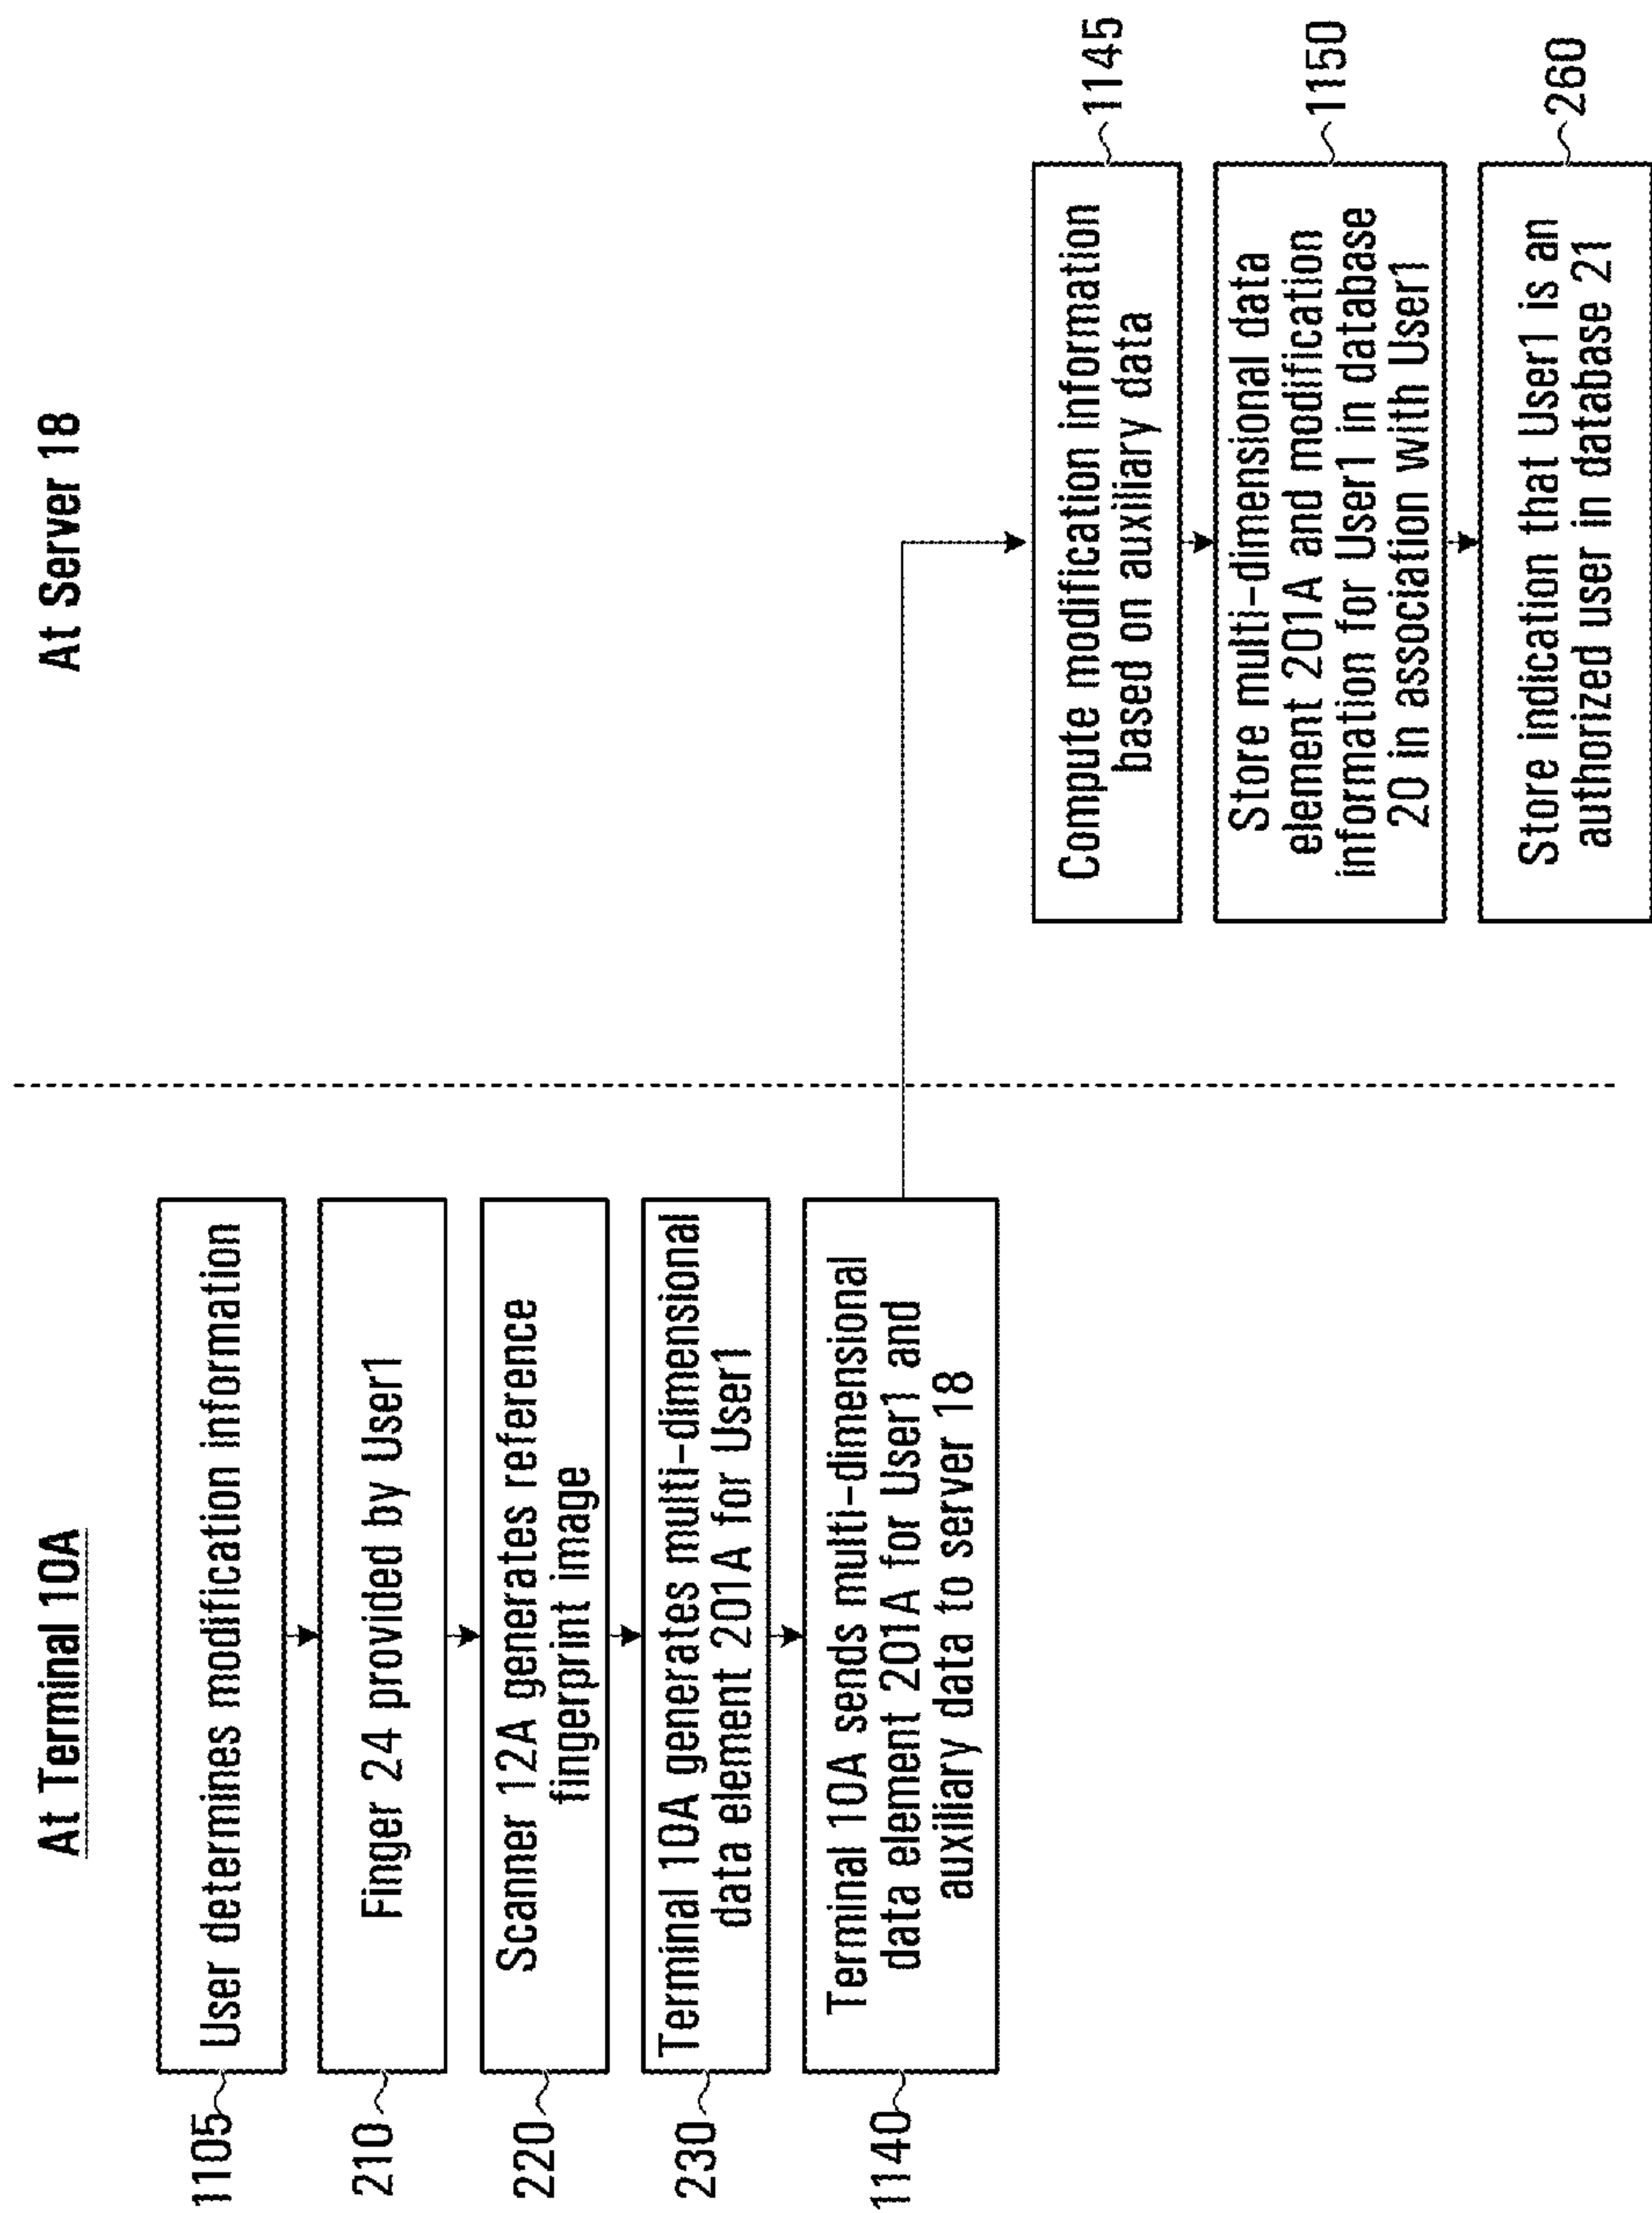 At Terminal 10A
1105
User determines modification information
210
Finger 24 provided by User1
220
Scanner 12A generates reference
fingerprint image
230
Terminal 10A generates multi-dimensional
data element 201A for User1
1140
Terminal 10A sends multi-dimensional
data element 201A for User1 and
auxiliary data to server 18
At Server 18
Compute modification information
based on auxiliary data
1145
Store multi-dimensional data
element 201A and modification
information for User1 in database
20 in association with User1
1150
Store indication that User1 is an
authorized user in database 21
260